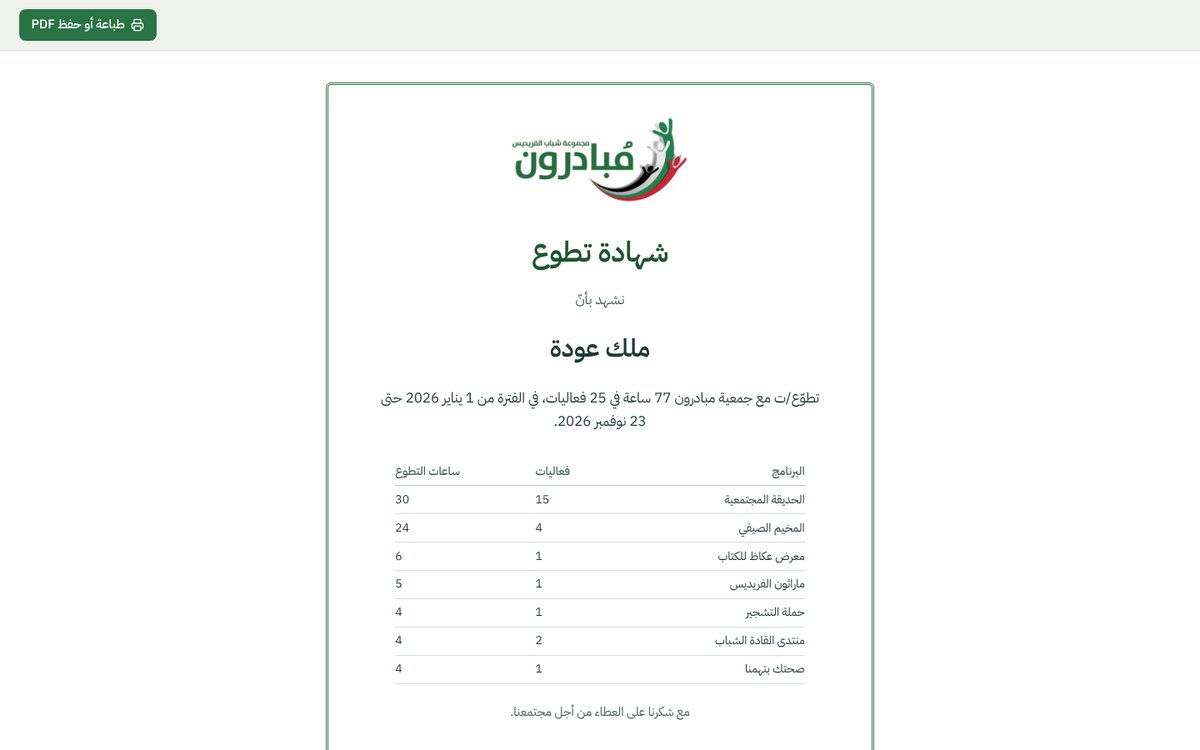 طباعة أو حفظ PDF
مجموعة شباب الفريديس
مُبادرون
شهادة تطوع
نشهد بأنّ
ملك عودة
تطوّع/ت مع جمعية مبادرون 77 ساعة في 25 فعاليات، في الفترة من 1 يناير 2026 حتى
23 نوفمبر 2026.
البرنامج فعاليات ساعات التطوع
الحديقة المجتمعية 15 30
المخيم الصيفي 4 24
معرض عكاظ للكتاب 1 6
ماراثون الفريديس 1 5
حملة التشجير 1 4
منتدى القادة الشباب 2 4
صحتك بتهمنا 1 4
مع شكرنا على العطاء من أجل مجتمعنا.